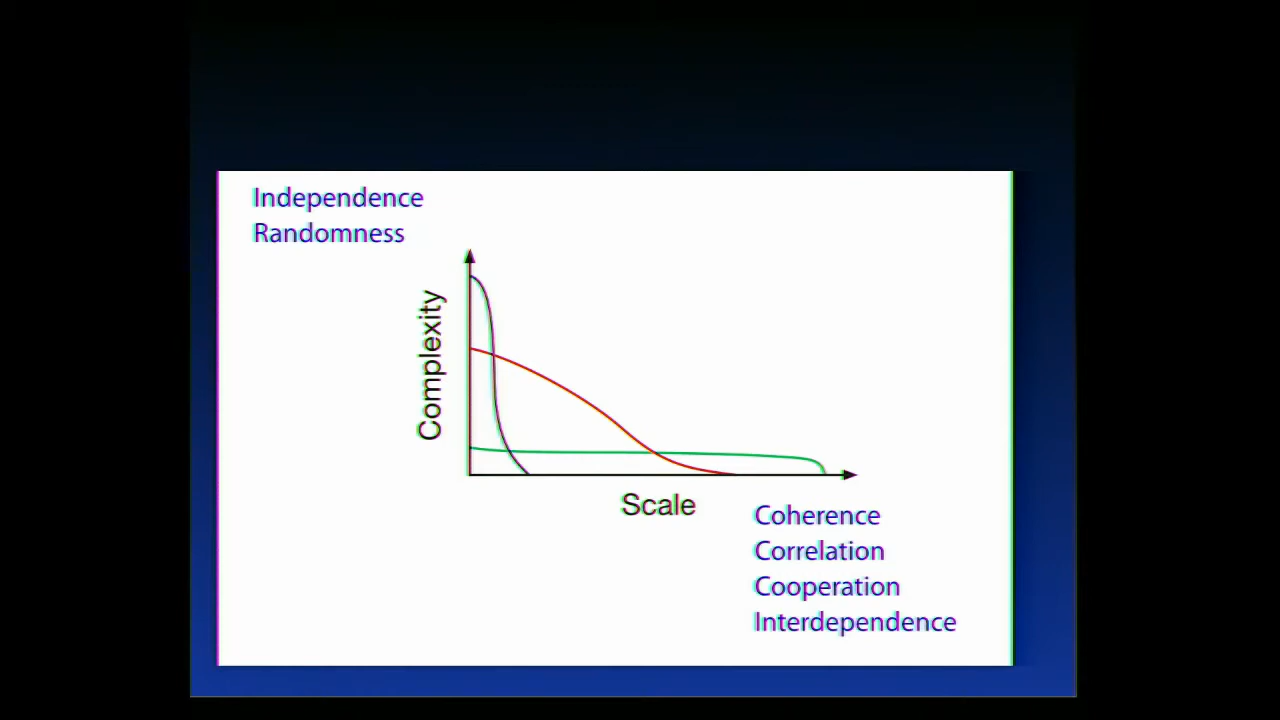 Independence
Randomness
Complexity
Scale
Coherence
Correlation
Cooperation
Interdependence